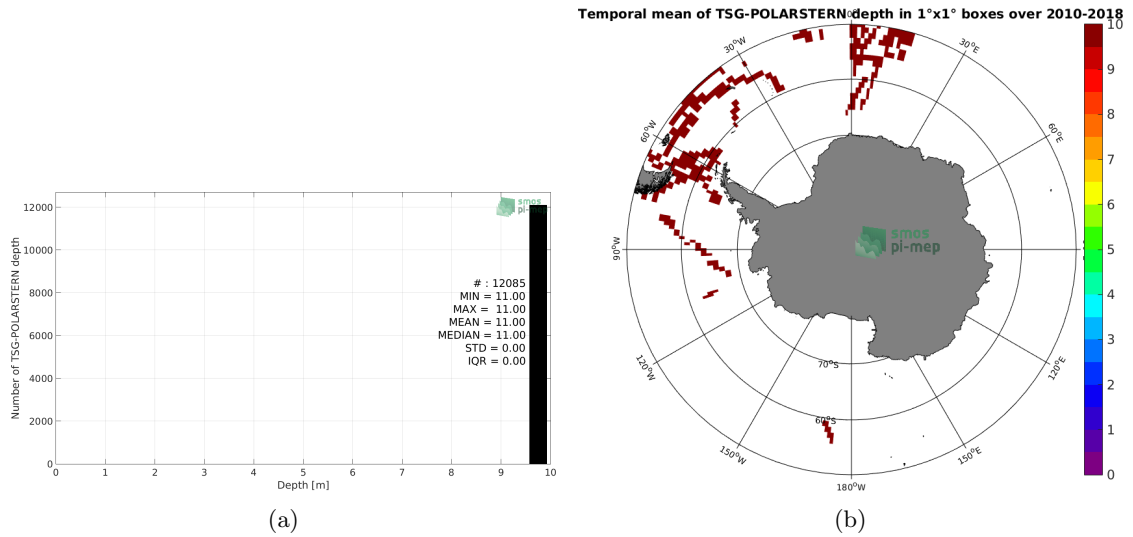 Number of TSG-POLARSTERN depth
12000
10000
8000
6000
4000
2000
0
smos
pi-mep
# : 12085
MIN = 11.00
MAX = 11.00
MEAN = 11.00
MEDIAN = 11.00
STD = 0.00
IQR = 0.00
0 1 2 3 4 5 6 7 8 9 10
Depth [m]
(a)
Temporal mean of TSG-POLARSTERN depth in 1°x1° boxes over 2010-2018
30°W
30°E
60°W
60°E
90°W
120°W
120°E
150°W
150°E
180°W
70°S
60°S
smos
pi-mep
10
9
8
7
6
5
4
3
2
1
0
(b)